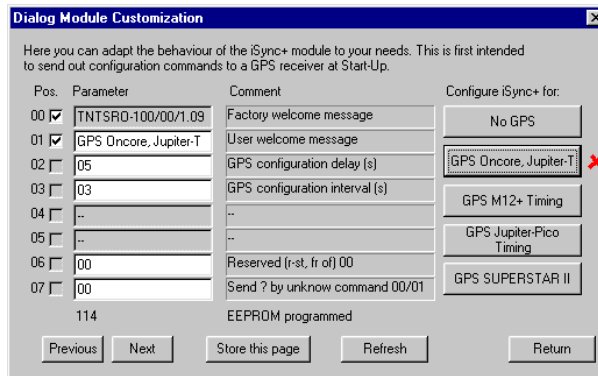 Dialog Module Customization
Here you can adapt the behaviour of the iSync+ module to your needs. This is first intended
to send out configuration commands to a GPS receiver at Start-Up.
Pos. Parameter Comment Configure iSync+ for:
00 TNTSRO-100/00/1.09 Factory welcome message No GPS
01 GPS Oncore, Jupiter-T User welcome message
02 05 GPS configuration delay (s) GPS Oncore, Jupiter-T
03 03 GPS configuration interval (s) GPS M12+ Timing
04 -- --
05 -- -- GPS Jupiter-Pico
Timing
06 00 Reserved (r-st, fr of) 00 GPS SUPERSTAR II
07 00 Send ? by unknow command 00/01
114 EEPROM programmed
Previous Next Store this page Refresh Return